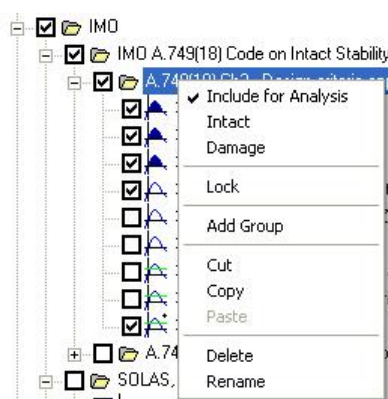 IMO
IMO A.749(18) Code on Intact Stability
A.749(18) Ch3 - Design criteria
Include for Analysis
Intact
Damage
Lock
Add Group
Cut
Copy
Paste
A.74
Delete
SOLAS,
Rename